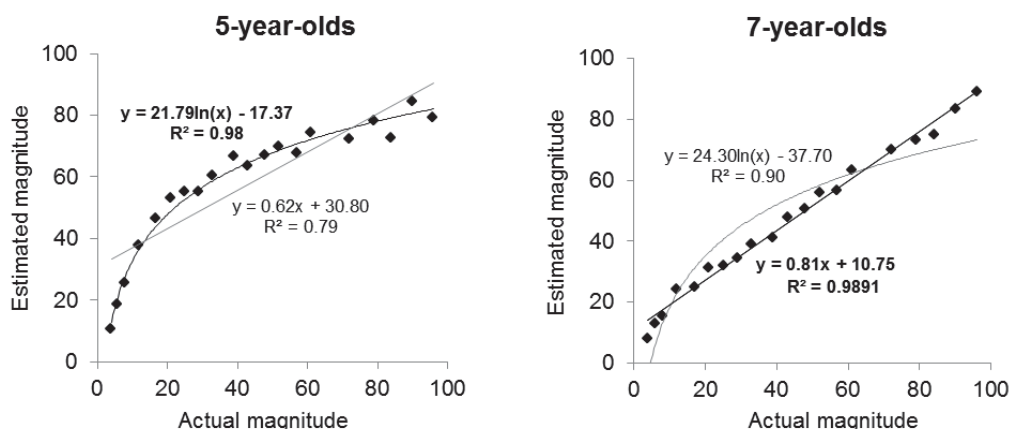 5-year-olds
100
80
60
40
20
0
Estimated magnitude
y = 21.79ln(x) - 17.37
R² = 0.98
y = 0.62x + 30.80
R² = 0.79
0 20 40 60 80 100
Actual magnitude
7-year-olds
100
80
60
40
20
0
Estimated magnitude
y = 24.30ln(x) - 37.70
R² = 0.90
y = 0.81x + 10.75
R² = 0.9891
0 20 40 60 80 100
Actual magnitude